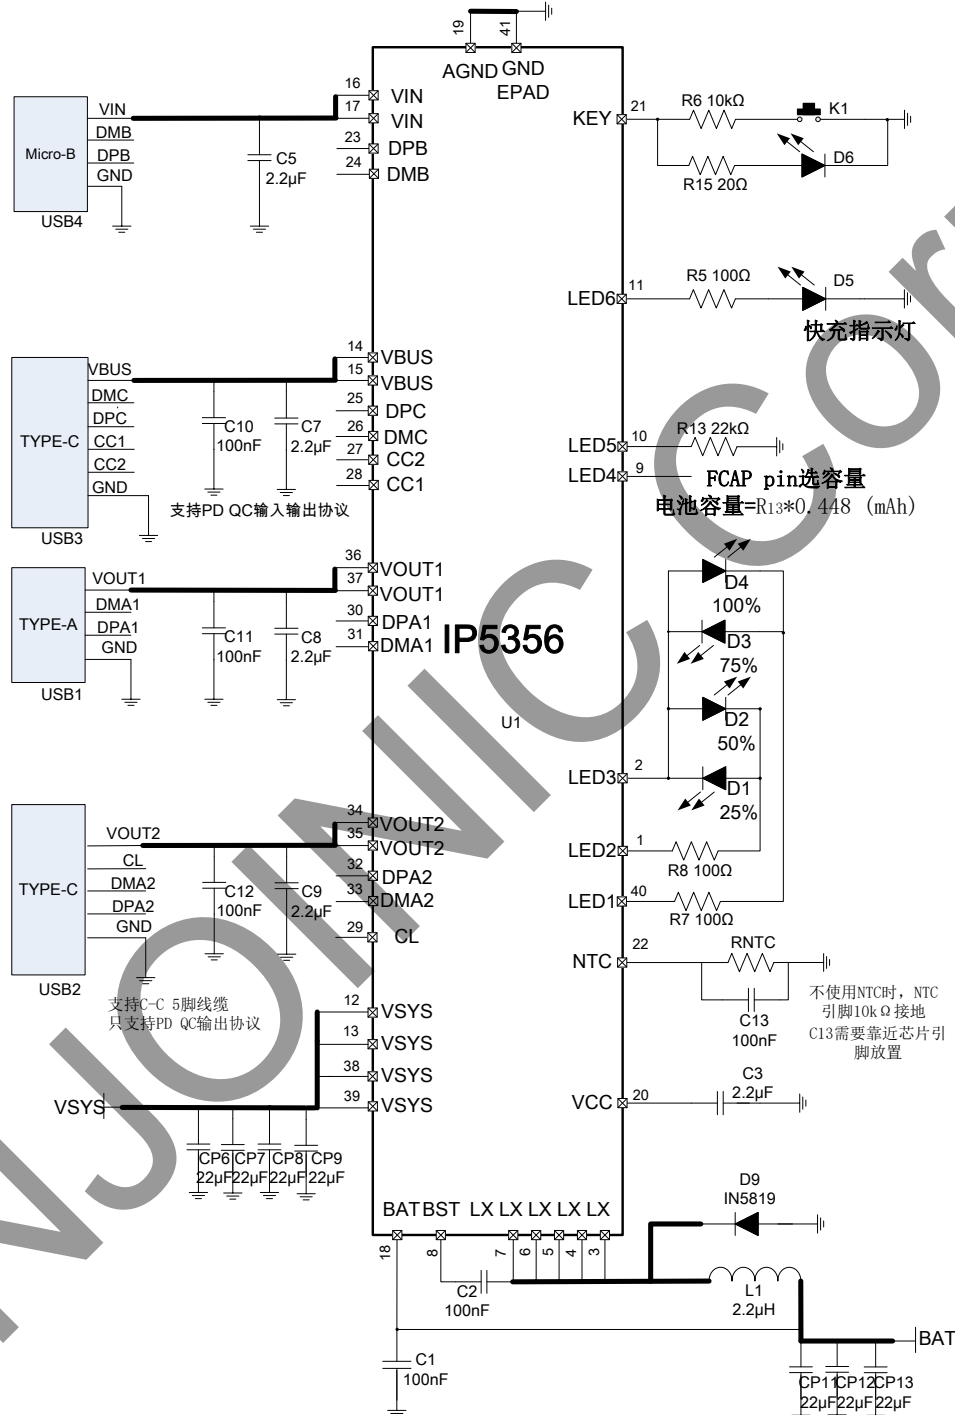 19
41
AGND GND
EPAD
16
VIN
17
VIN
23
DPB
24
DMB
VIN
DMB
DPB
GND
Micro-B
USB4
C5
2.2μF
KEY
21
R6 10kΩ
K1
D6
R15 20Ω
LED6
11
R5 100Ω
D5
快充指示灯
14
VBUS
15
VBUS
25
DPC
26
DMC
27
CC2
28
CC1
VBUS
DMC
DPC
CC1
CC2
GND
TYPE-C
USB3
C10
100nF
C7
2.2μF
支持PD QC输入输出协议
LED5
10
R13 22kΩ
LED4
9
FCAP pin选容量
电池容量=R13*0.448 (mAh)
36
VOUT1
37
VOUT1
30
DPA1
31
DMA1
VOUT1
DMA1
DPA1
GND
TYPE-A
USB1
C11
100nF
C8
2.2μF
IP5356
U1
D4
100%
D3
75%
D2
50%
D1
25%
LED3
2
LED2
1
R8 100Ω
LED1
40
R7 100Ω
34
VOUT2
35
VOUT2
32
DPA2
33
DMA2
29
CL
VOUT2
CL
DMA2
DPA2
GND
TYPE-C
USB2
C12
100nF
C9
2.2μF
支持C-C 5脚线缆
只支持PD QC输出协议
NTC
22
RNTC
C13
100nF
不使用NTC时，NTC
引脚10kΩ接地
C13需要靠近芯片引
脚放置
12
VSYS
13
VSYS
38
VSYS
39
VSYS
VSYS
CP6 CP7 CP8 CP9
22μF 22μF 22μF 22μF
VCC
20
C3
2.2μF
BAT BST LX LX LX LX LX
18
8
7
6
5
4
3
D9
IN5819
C2
100nF
L1
2.2μH
BAT
C1
100nF
CP11 CP12 CP13
22μF 22μF 22μF
NJOINIC Cor